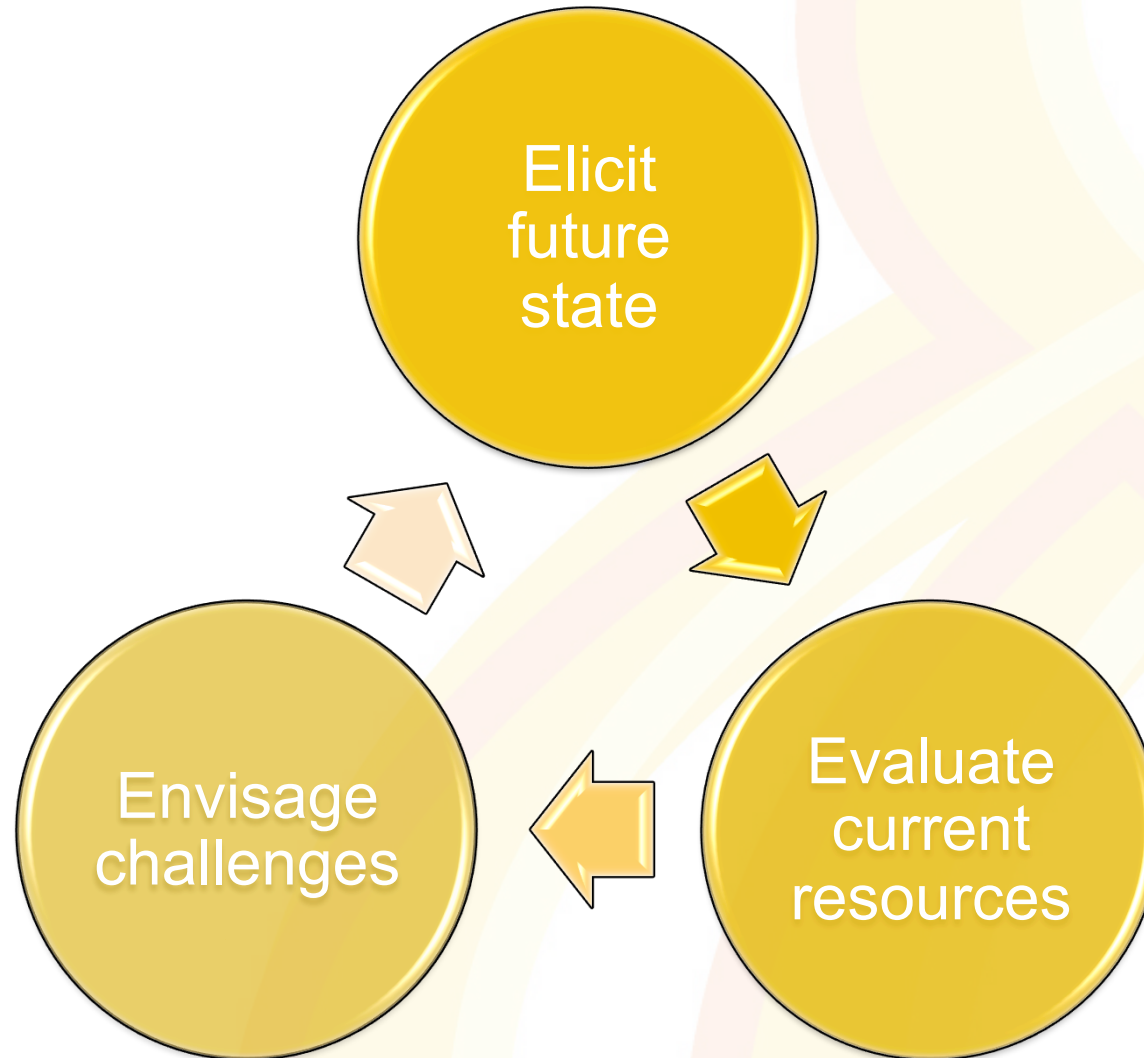 Elicit
future
state
Evaluate
current
resources
Envisage
challenges